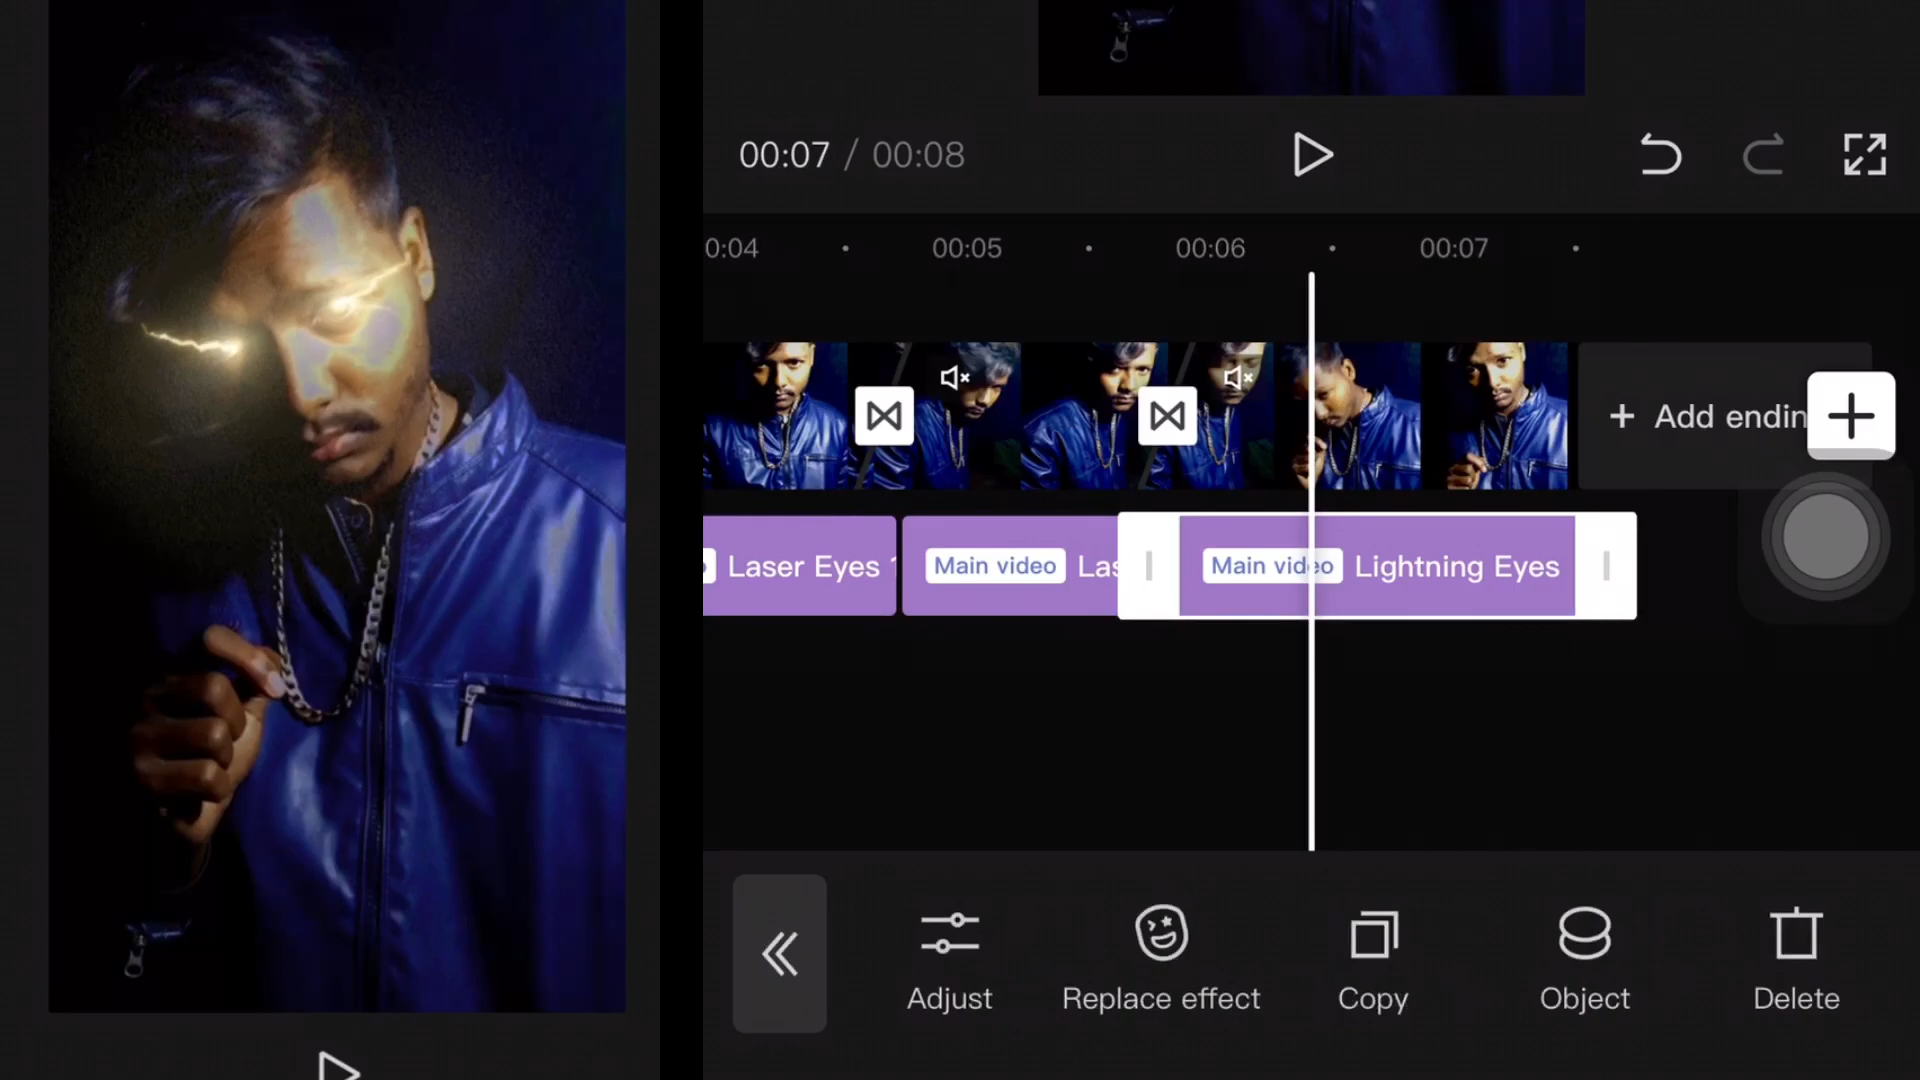 00:07 / 00:08
0:04
00:05
00:06
00:07
+ Add endin
Laser Eyes
Main video
Las
Main video
Lightning Eyes
Adjust
Replace effect
Copy
Object
Delete